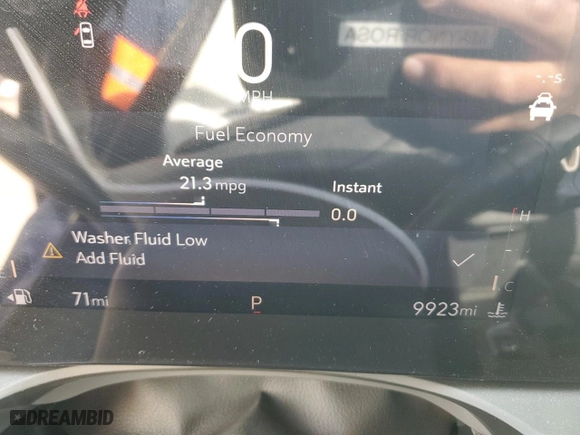 0
MPH
-.-s
Fuel Economy
Average
21.3 mpg
Instant
0.0
H
Washer Fluid Low
Add Fluid
E
C
71mi
P
9923mi
DREAMBID